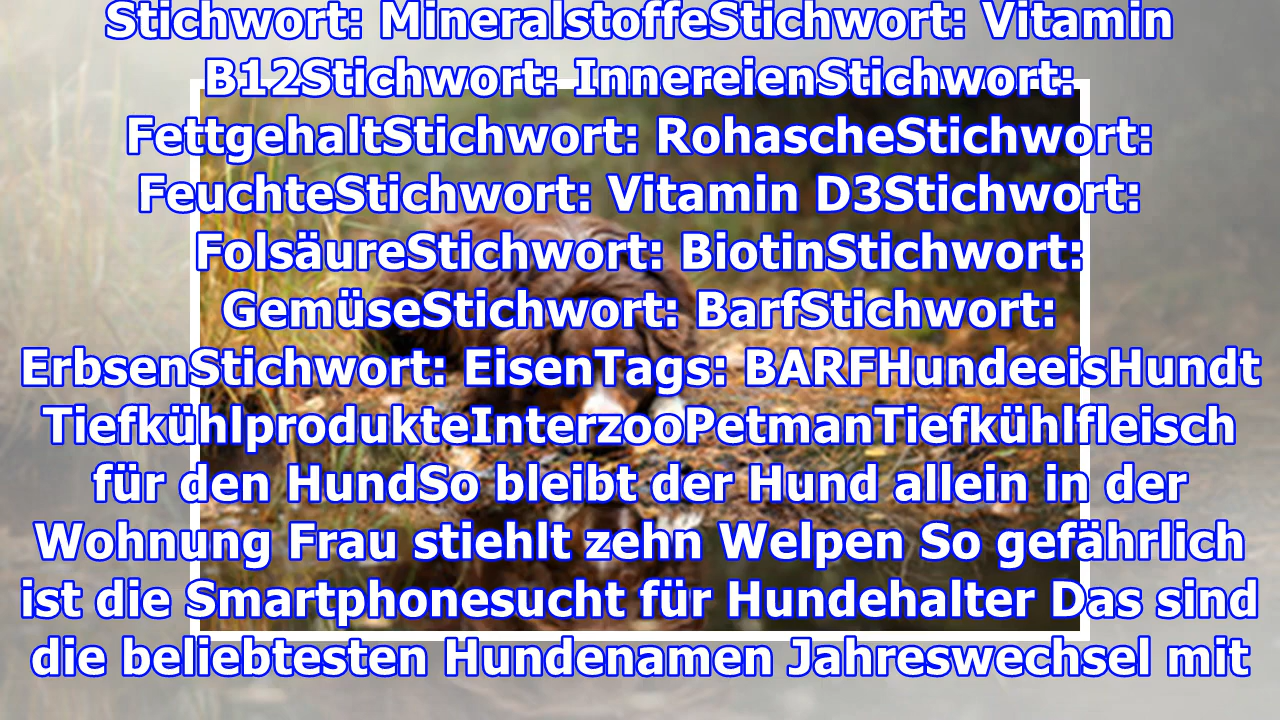 Stichwort: MineralstoffeStichwort: Vitamin
B12Stichwort: InnereienStichwort:
FettgehaltStichwort: RohascheStichwort:
FeuchteStichwort: Vitamin D3Stichwort:
FolsäureStichwort: BiotinStichwort:
GemüseStichwort: BarfStichwort:
ErbsenStichwort: EisenTags: BARFHundeeisHundt
TiefkühlprodukteInterzooPetmanTiefkühlfleisch
für den HundSo bleibt der Hund allein in der
Wohnung Frau stiehlt zehn Welpen So gefährlich
ist die Smartphonesucht für Hundehalter Das sind
die beliebtesten Hundenamen Jahreswechsel mit